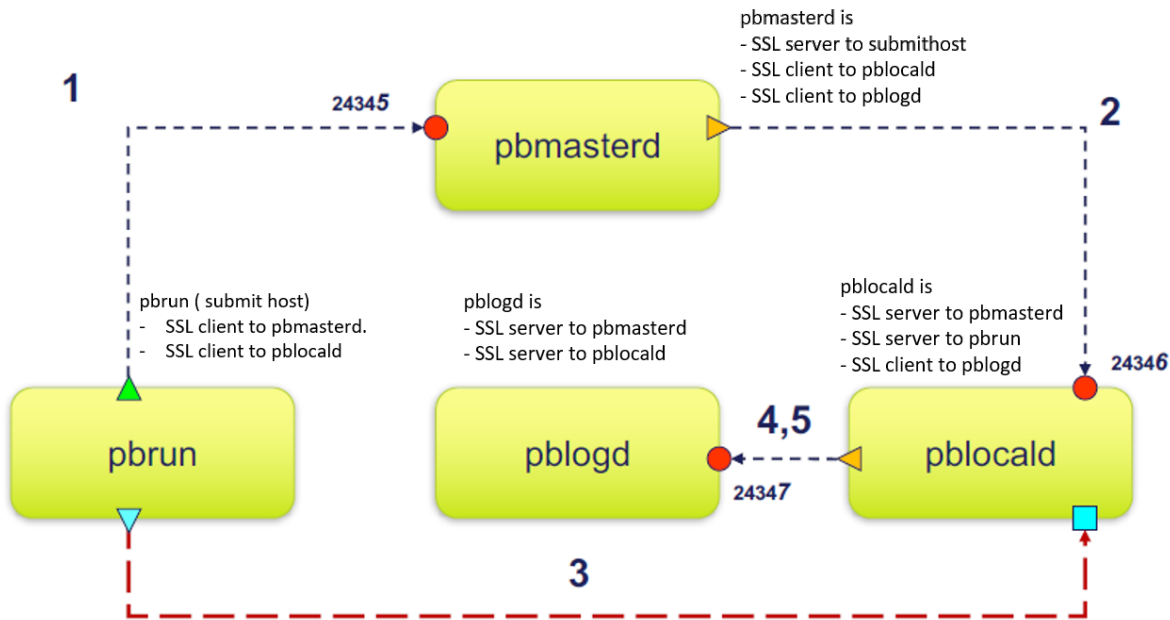 pbmasterd is
- SSL server to submithost
- SSL client to pblocald
- SSL client to pblogd
1
24345
2
pbmasterd
pbrun ( submit host)
- SSL client to pbmasterd.
- SSL client to pblocald
pblogd is
- SSL server to pbmasterd
- SSL server to pblocald
pblocald is
- SSL server to pbmasterd
- SSL server to pbrun
- SSL client to pblogd
24346
4,5
pbrun
pblogd
pblocald
24347
3